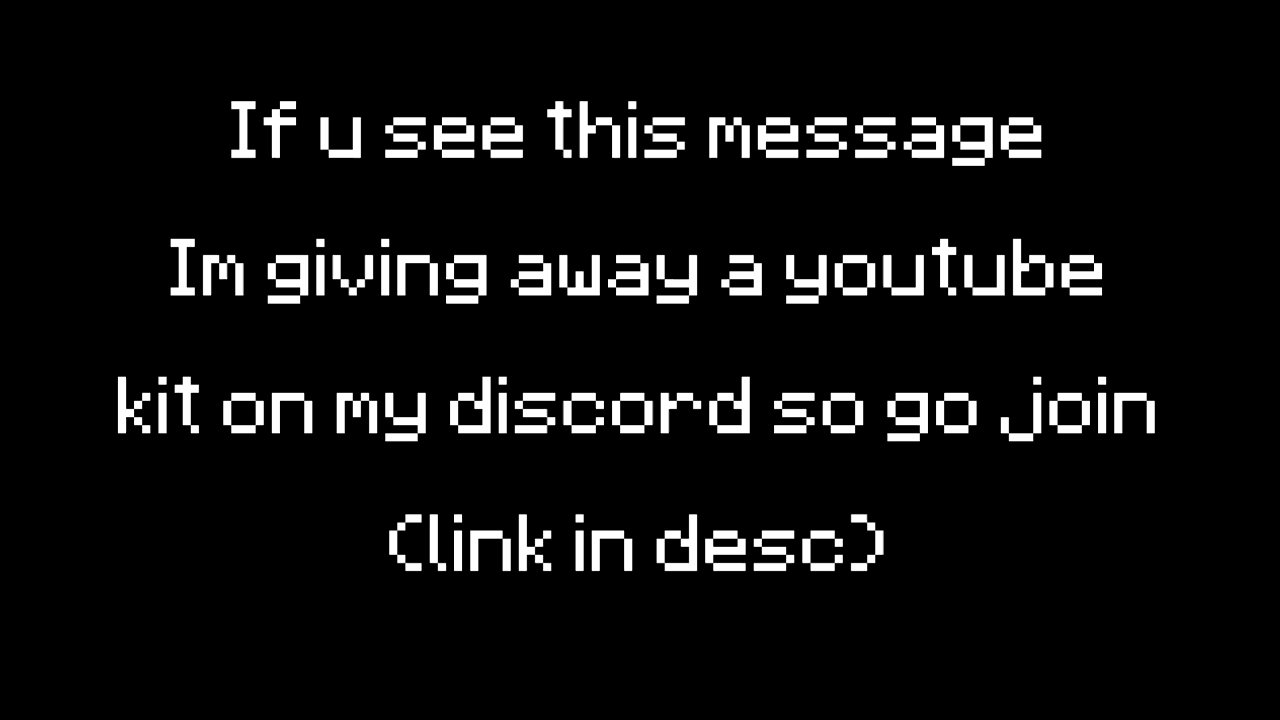 If u see this message
Im giving away a youtube
kit on my discord so go join
(link in desc)